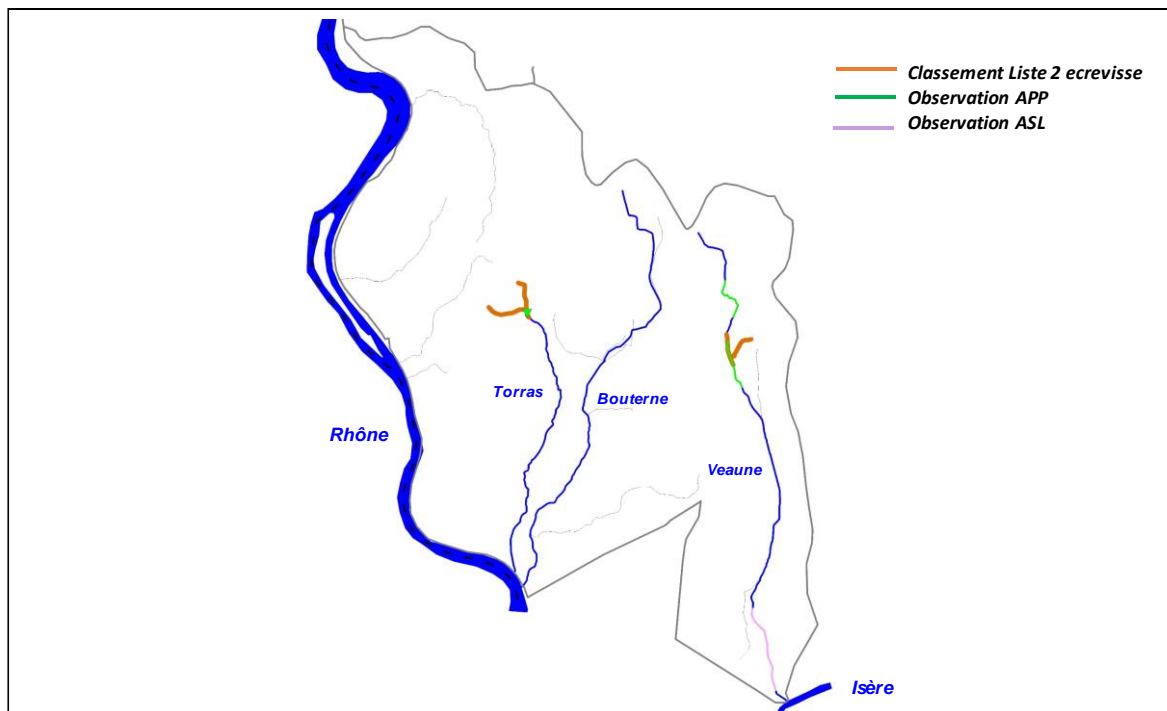 Classement Liste 2 ecrevisse
Observation APP
Observation ASL
Torras
Bouterne
Rhône
Veaune
Isère